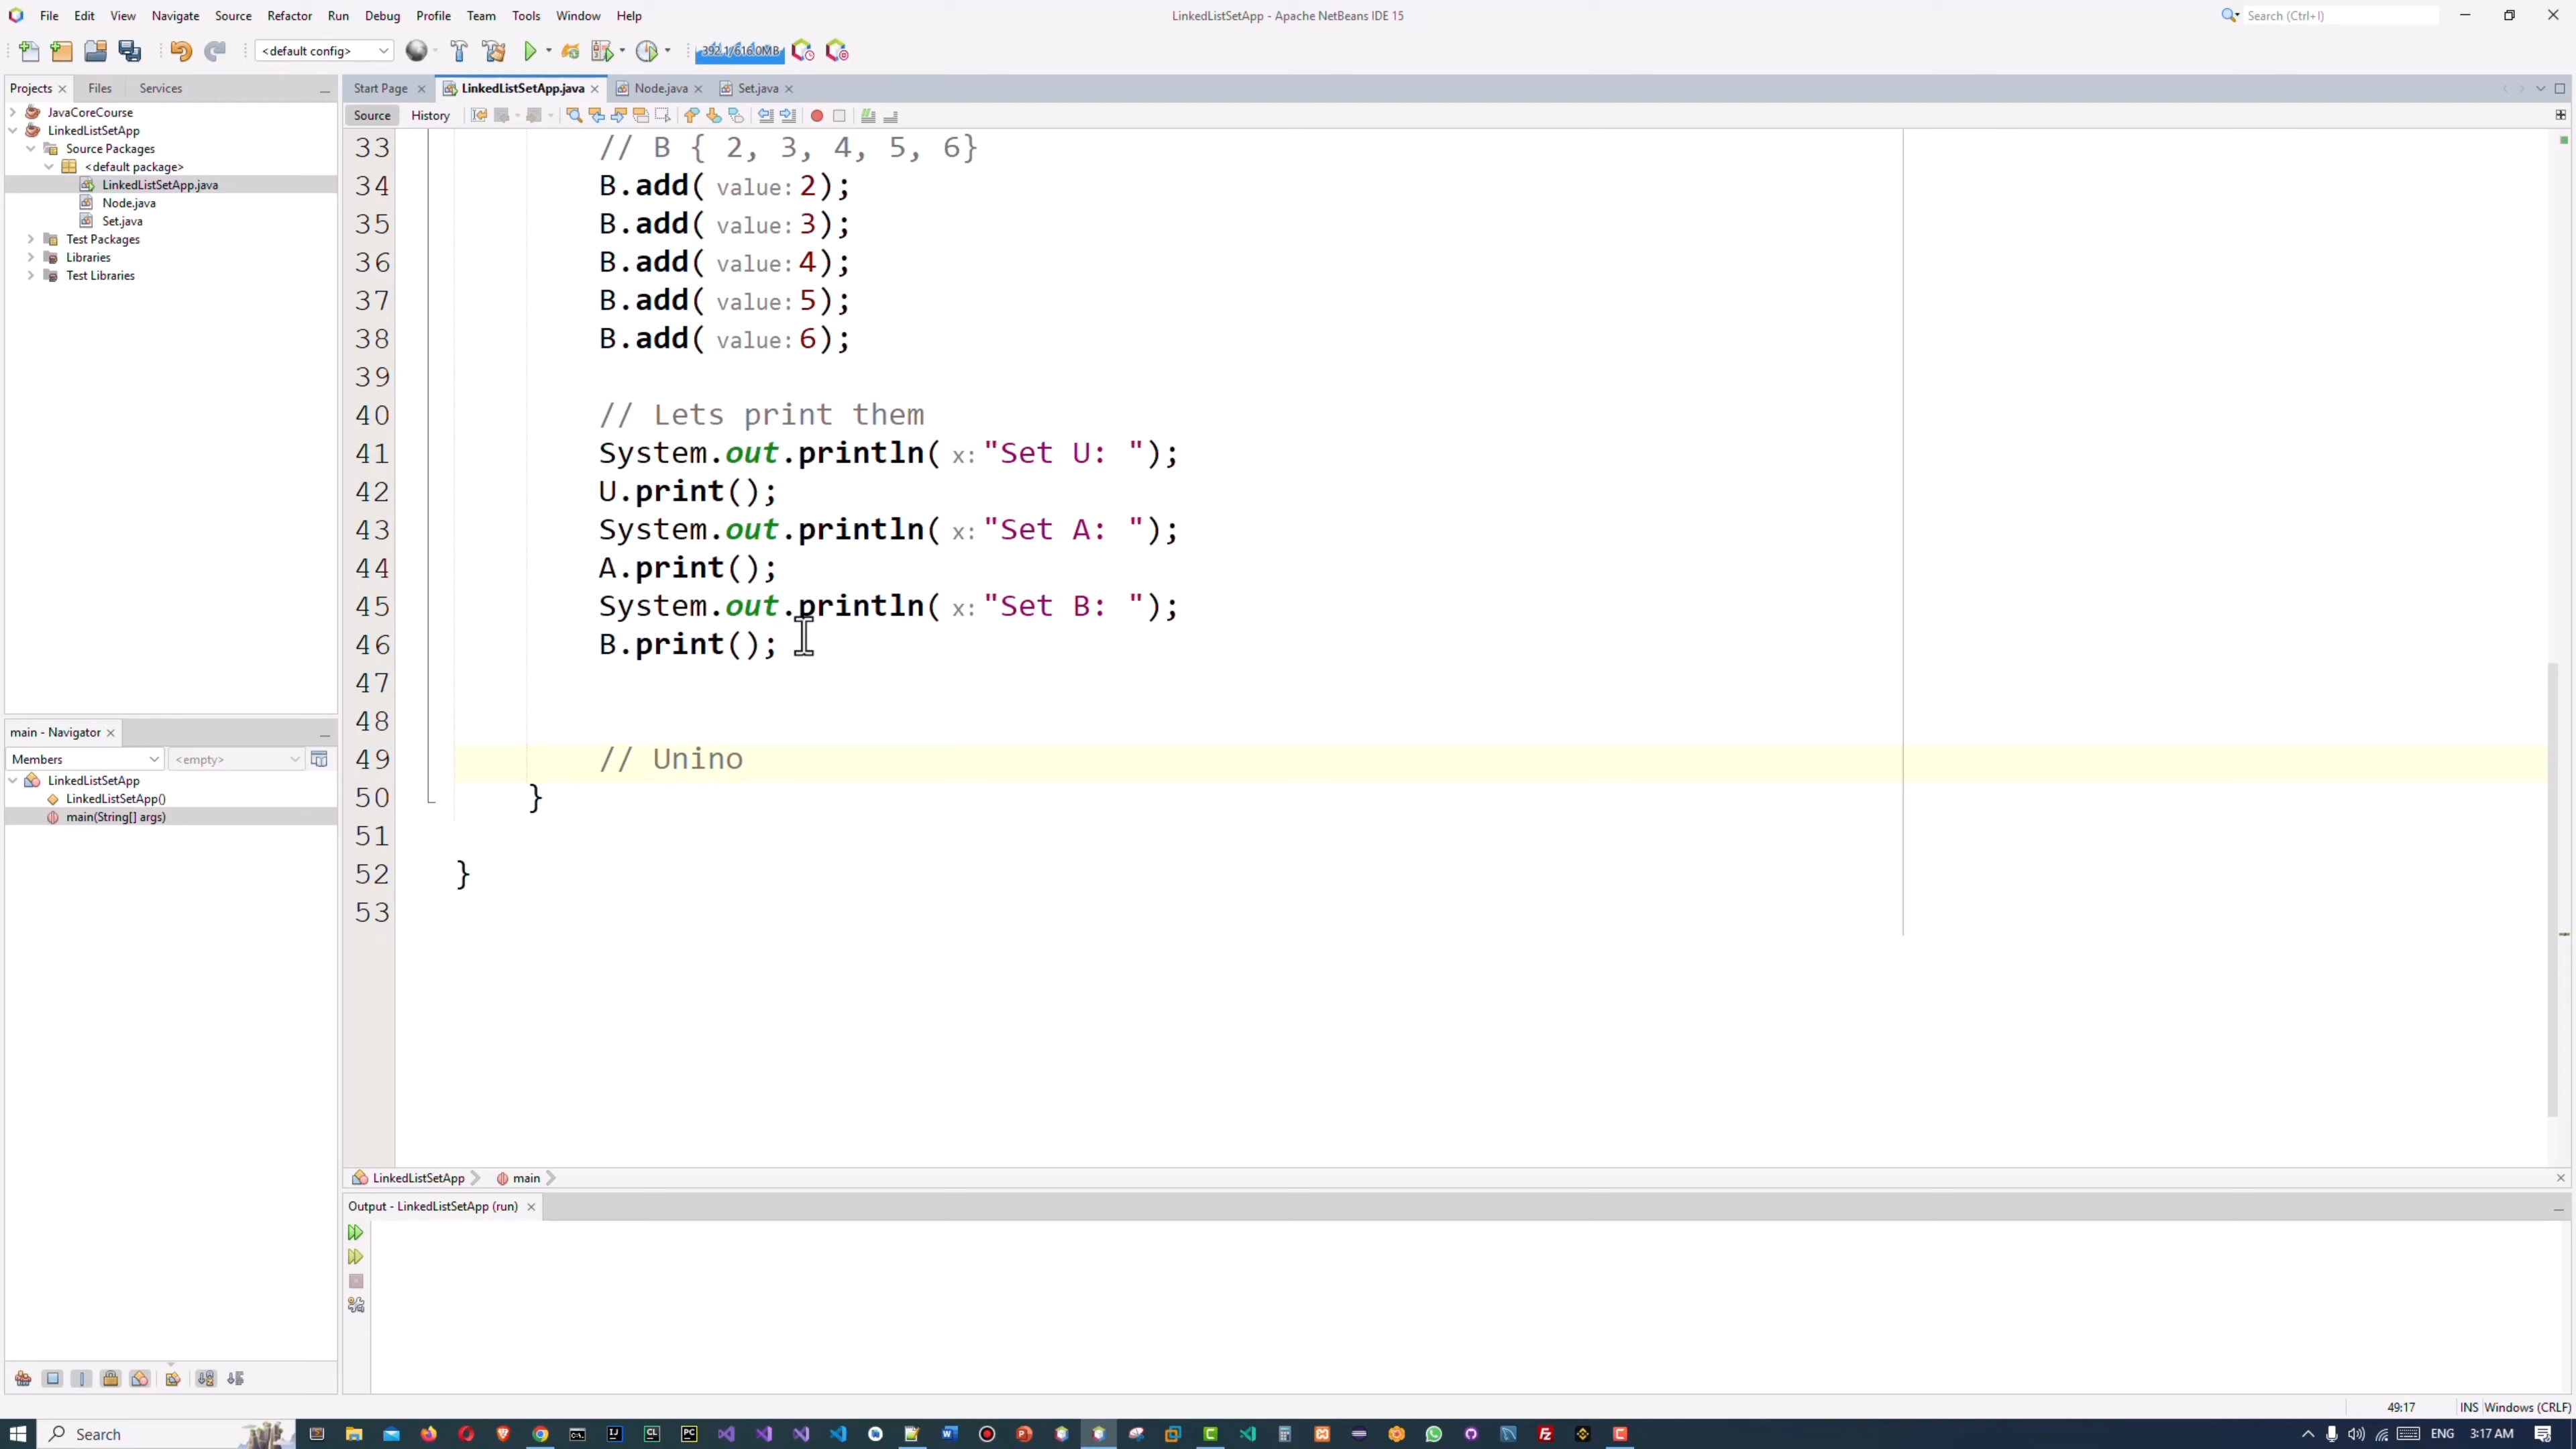 File Edit View Navigate Source Refactor Run Debug Profile Team Tools Window Help
LinkedListSetApp - Apache NetBeans IDE 15
Search (Ctrl+I)
<default config>
392.1/616.0MB
Projects Files Services
Start Page LinkedListSetApp.java Node.java Set.java
Source History
JavaCoreCourse
LinkedListSetApp
Source Packages
<default package>
LinkedListSetApp.java
Node.java
Set.java
Test Packages
Libraries
Test Libraries
33 // B { 2, 3, 4, 5, 6}
34 B.add( value: 2);
35 B.add( value: 3);
36 B.add( value: 4);
37 B.add( value: 5);
38 B.add( value: 6);
39
40 // Lets print them
41 System.out.println( x: "Set U: ");
42 U.print();
43 System.out.println( x: "Set A: ");
44 A.print();
45 System.out.println( x: "Set B: ");
46 B.print();
47
48
49 // Unino
50 }
51
52 }
53
main - Navigator
Members <empty>
LinkedListSetApp
LinkedListSetApp()
main(String[] args)
LinkedListSetApp main
Output - LinkedListSetApp (run)
49:17 INS Windows (CRLF)
Search
ENG 3:17 AM